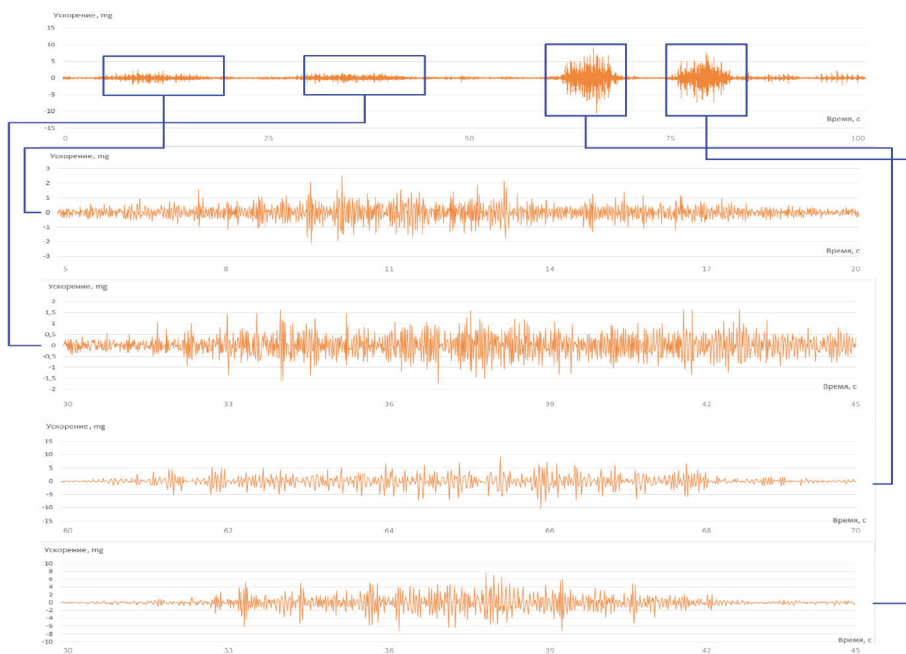 Ускорение, mg
15
10
5
0
-5
-10
-15
Время, с
0 25 50 75 100
Ускорение, mg
3
2
1
0
-1
-2
-3
Время, с
5 8 11 14 17 20
Ускорение, mg
2
1,5
1
0,5
0
-0,5
-1
-1,5
-2
Время, с
30 33 36 39 42 45
Ускорение, mg
15
10
5
0
-5
-10
-15
Время, с
60 62 64 66 68 70
Ускорение, mg
10
8
6
4
2
0
-2
-4
-6
-8
-10
Время, с
30 33 36 39 42 45